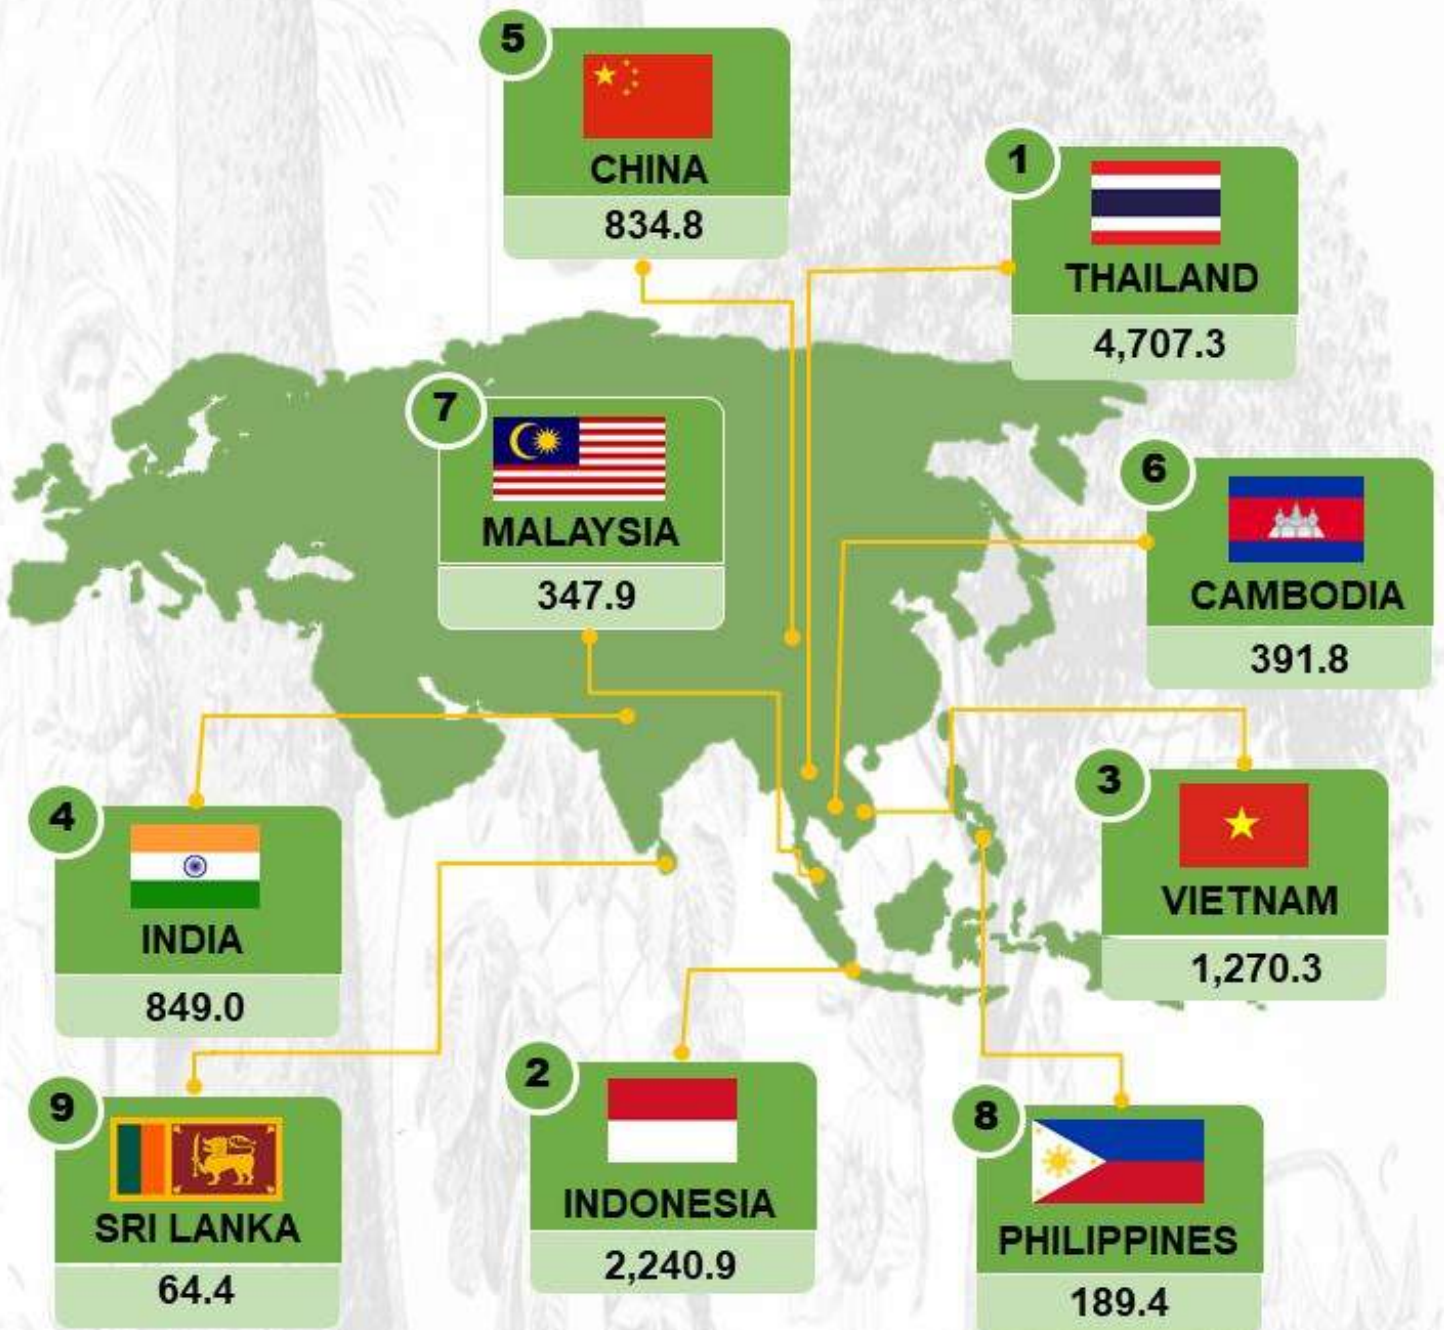 5
CHINA
834.8
1
THAILAND
4,707.3
7
MALAYSIA
347.9
6
CAMBODIA
391.8
4
INDIA
849.0
3
VIETNAM
1,270.3
9
SRI LANKA
64.4
2
INDONESIA
2,240.9
8
PHILIPPINES
189.4